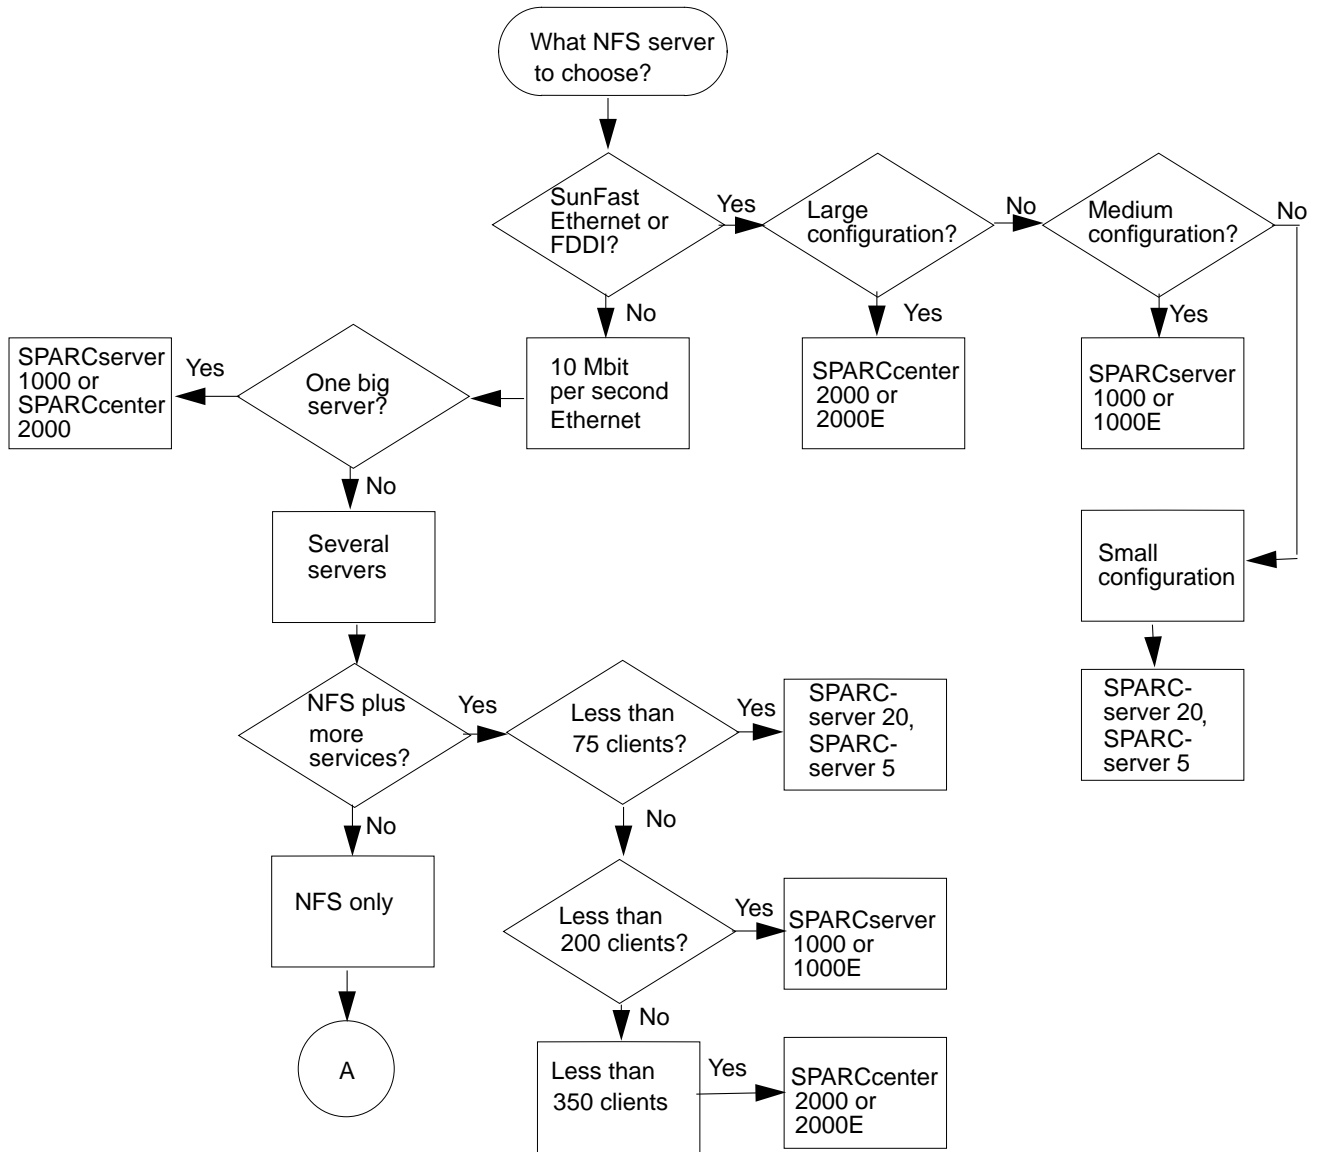 What NFS server
to choose?
SunFast
Ethernet or
FDDI?
Yes
Large
configuration?
No
Medium
configuration?
No
No
Yes
Yes
SPARCserver
1000 or
SPARCcenter
2000
Yes
One big
server?
10 Mbit
per second
Ethernet
SPARCcenter
2000 or
2000E
SPARCserver
1000 or
1000E
No
Several
servers
Small
configuration
NFS plus
more
services?
Yes
Less than
75 clients?
Yes
SPARC-
server 20,
SPARC-
server 5
SPARC-
server 20,
SPARC-
server 5
No
No
NFS only
Less than
200 clients?
Yes
SPARCserver
1000 or
1000E
No
A
Less than
350 clients
Yes
SPARCcenter
2000 or
2000E